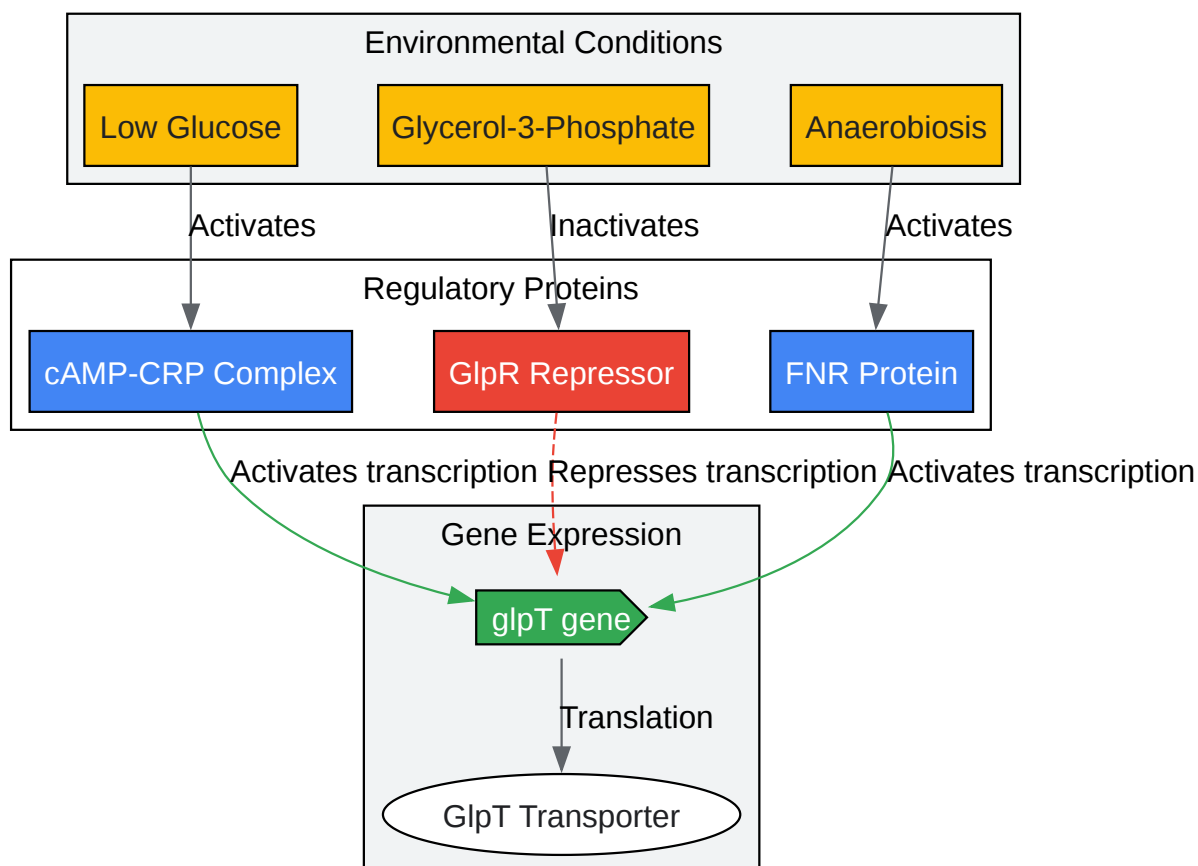 Environmental Conditions
Low Glucose
Glycerol-3-Phosphate
Anaerobiosis
Activates
Inactivates
Activates
Regulatory Proteins
cAMP-CRP Complex
GlpR Repressor
FNR Protein
Activates transcription
Represses transcription
Activates transcription
Gene Expression
glpT gene
Translation
GlpT Transporter